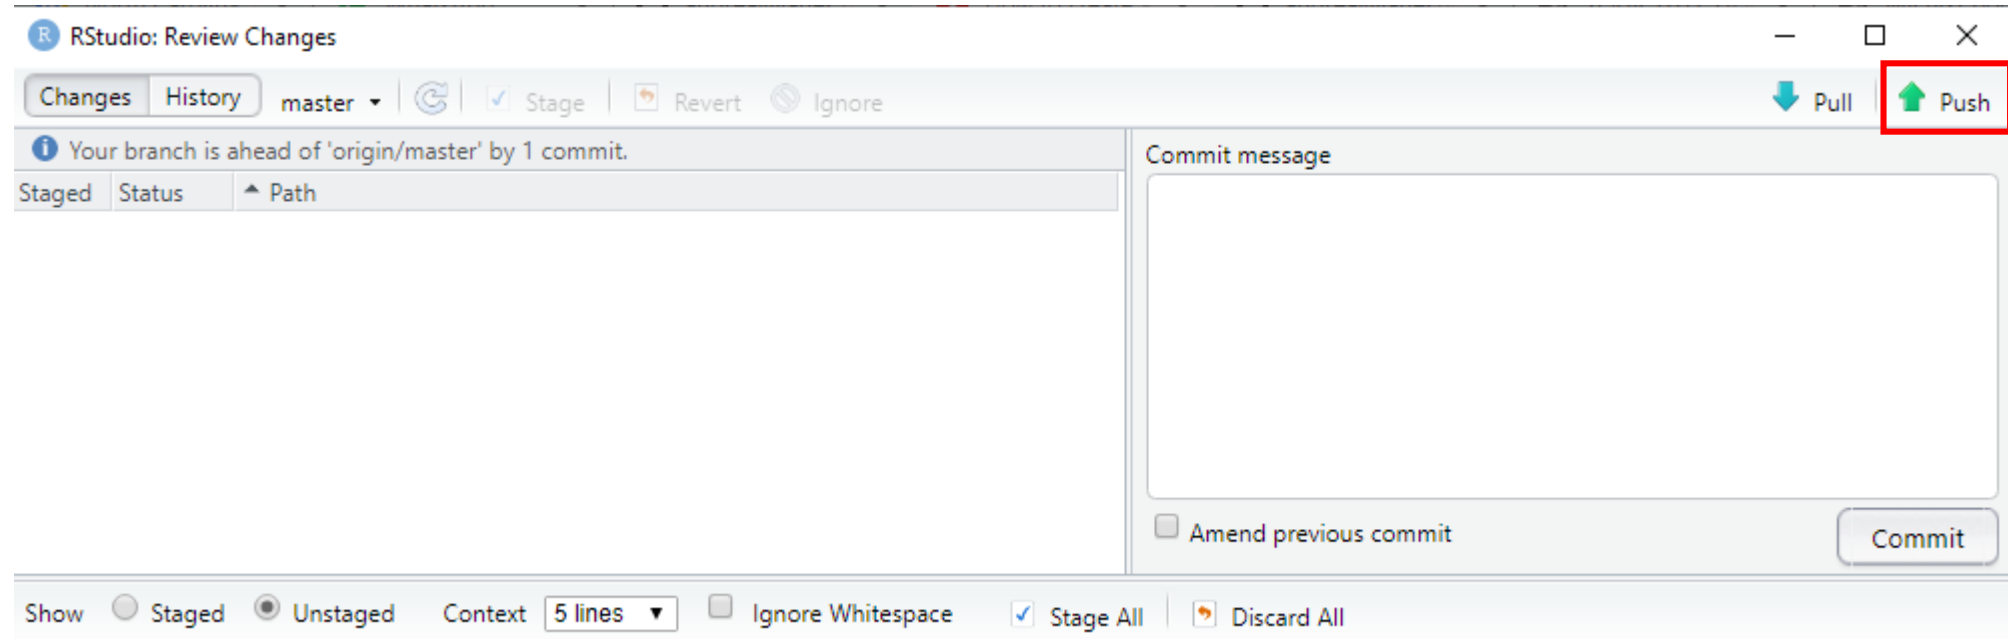 R RStudio: Review Changes
Changes History master Stage Revert Ignore Pull Push
Your branch is ahead of 'origin/master' by 1 commit.
Commit message
Staged Status Path
Amend previous commit
Commit
Show Staged Unstaged Context 5 lines Ignore Whitespace Stage All Discard All